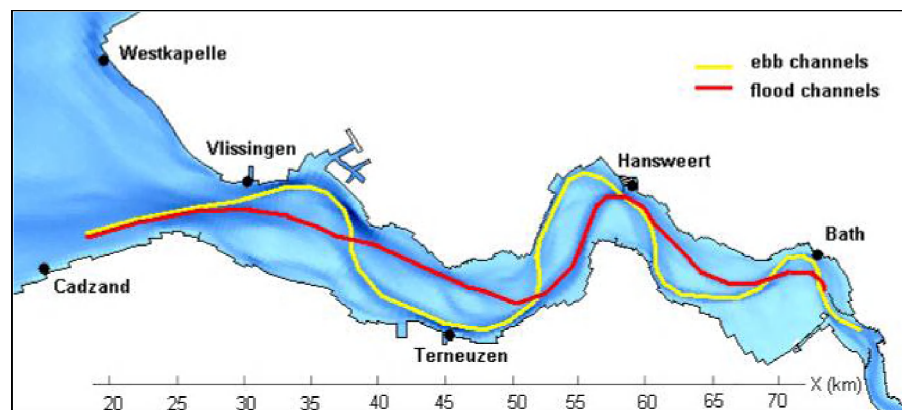 Westkapelle
ebb channels
flood channels
Vlissingen
Hansweert
Bath
Cadzand
Terneuzen
X (km)
20 25 30 35 40 45 50 55 60 65 70